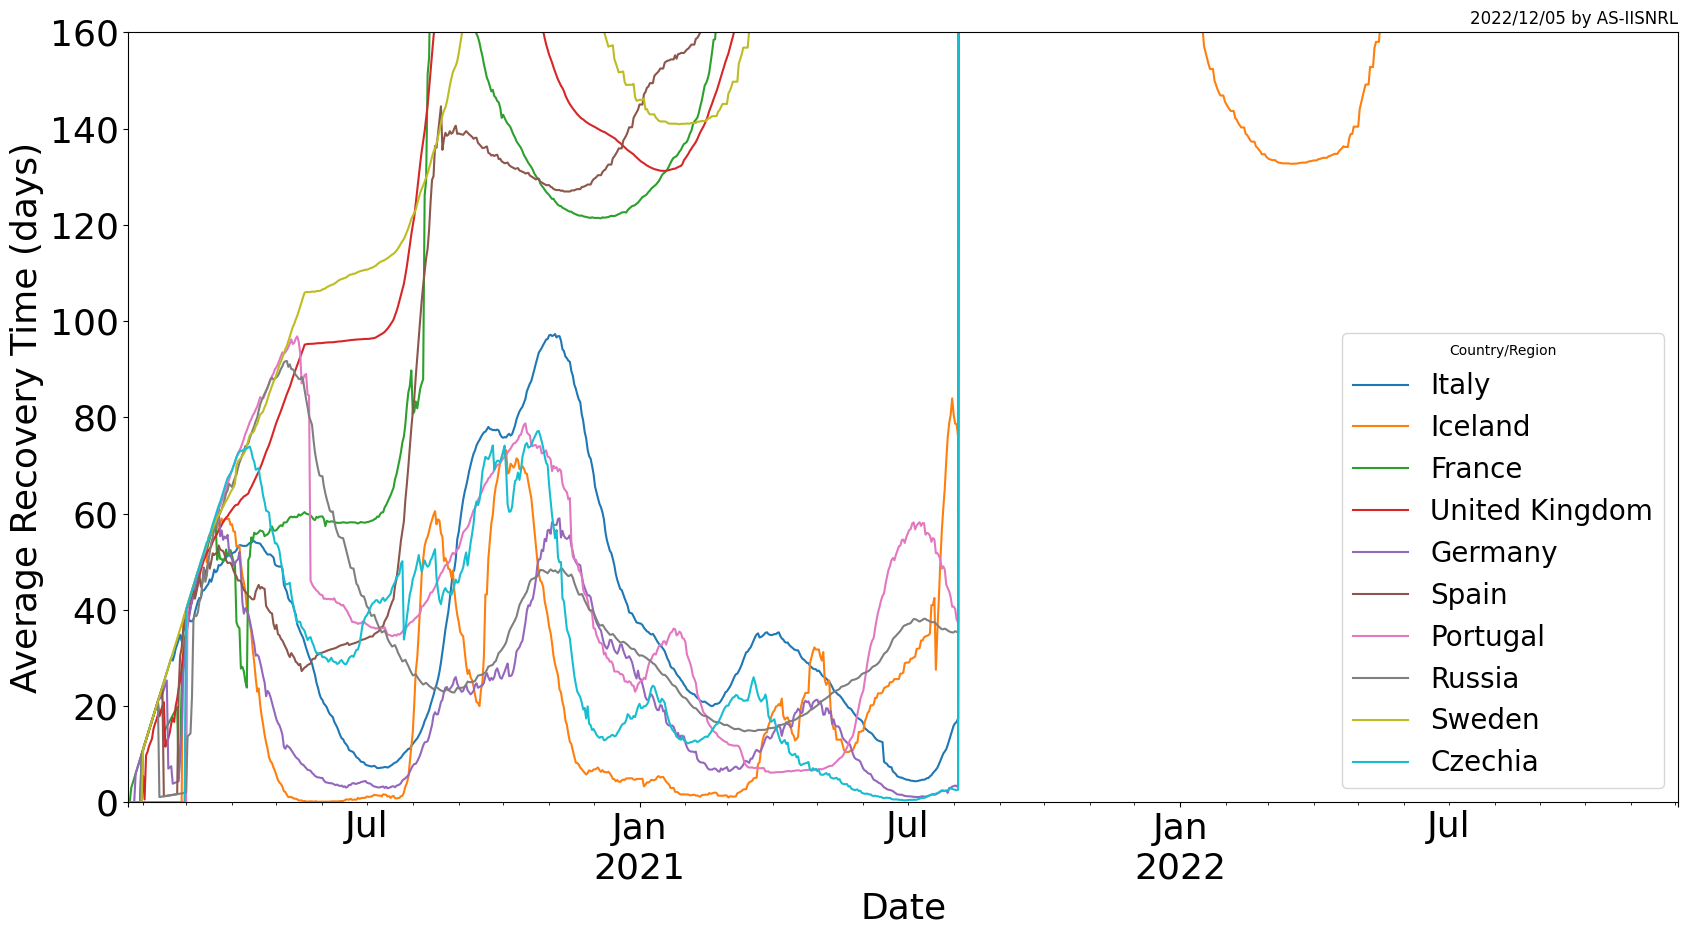 2022/12/05 by AS-IISNRL
Average Recovery Time (days)
160
140
120
100
80
60
40
20
0
Country/Region
Italy
Iceland
France
United Kingdom
Germany
Spain
Portugal
Russia
Sweden
Czechia
Jul
Jan
2021
Jul
Jan
2022
Jul
Date